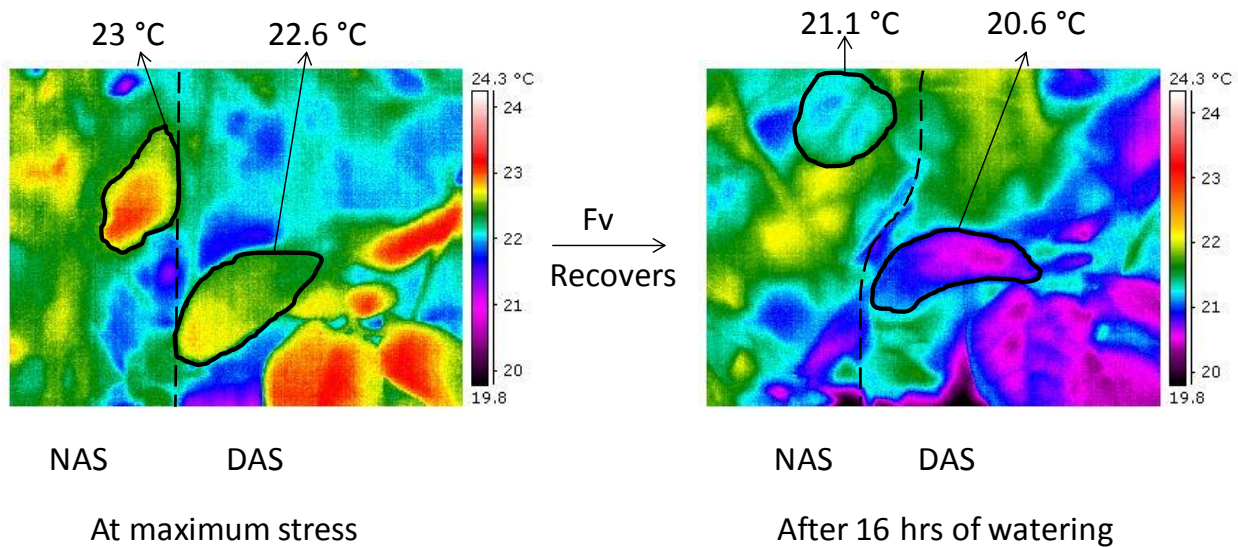 23 °C
22.6 °C
21.1 °C
20.6 °C
24.3 °C
24
23
22
21
20
19.8
Fv
Recovers
24.3 °C
24
23
22
21
20
19.8
NAS
DAS
NAS
DAS
At maximum stress
After 16 hrs of watering